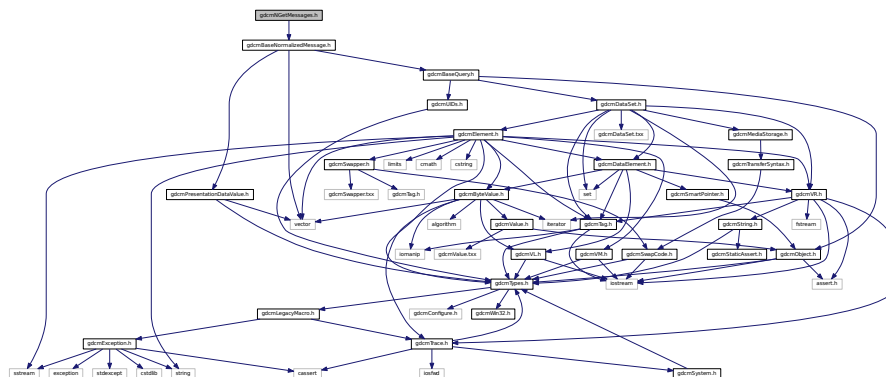 gdcmNGetMessages.h
gdcmBaseNormalizedMessage.h
gdcmBaseQuery.h
gdcmUIDs.h
gdcmDataSet.h
gdcmElement.h
gdcmDataSet.txx
gdcmMediaStorage.h
gdcmSwapper.h
limits
cmath
cstring
gdcmDataElement.h
gdcmTransferSyntax.h
gdcmPresentationDataValue.h
gdcmSwapper.txx
gdcmTag.h
gdcmByteValue.h
set
gdcmSmartPointer.h
gdcmVR.h
vector
algorithm
gdcmValue.h
iterator
gdcmTag.h
gdcmString.h
fstream
iomanip
gdcmValue.txx
gdcmVL.h
gdcmVM.h
gdcmSwapCode.h
gdcmStaticAssert.h
gdcmObject.h
gdcmTypes.h
iostream
assert.h
gdcmLegacyMacro.h
gdcmConfigure.h
gdcmWin32.h
gdcmException.h
gdcmTrace.h
sstream
exception
stdexcept
cstdlib
string
cassert
iosfwd
gdcmSystem.h